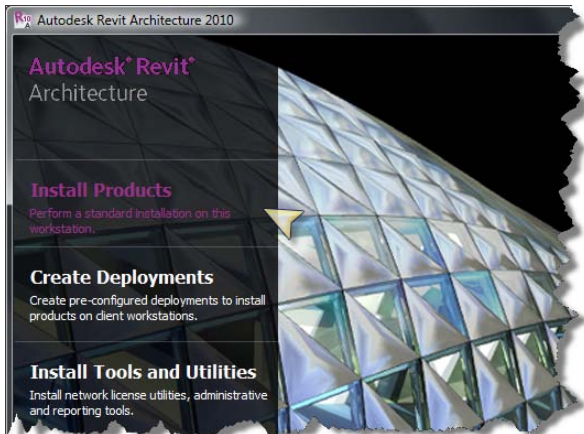 Autodesk Revit Architecture 2010
Autodesk® Revit®
Architecture
Install Products
Perform a standard installation on this
workstation.
Create Deployments
Create pre-configured deployments to install
products on client workstations.
Install Tools and Utilities
Install network license utilities, administrative
and reporting tools.